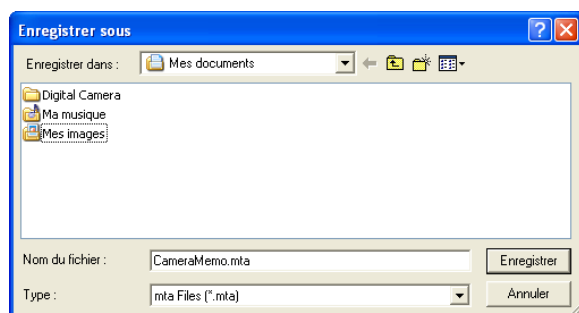 Enregistrer sous
Enregistrer dans : Mes documents
Digital Camera
Ma musique
Mes images
Nom du fichier : CameraMemo.mta Enregistrer
Type : mta Files (*.mta) Annuler